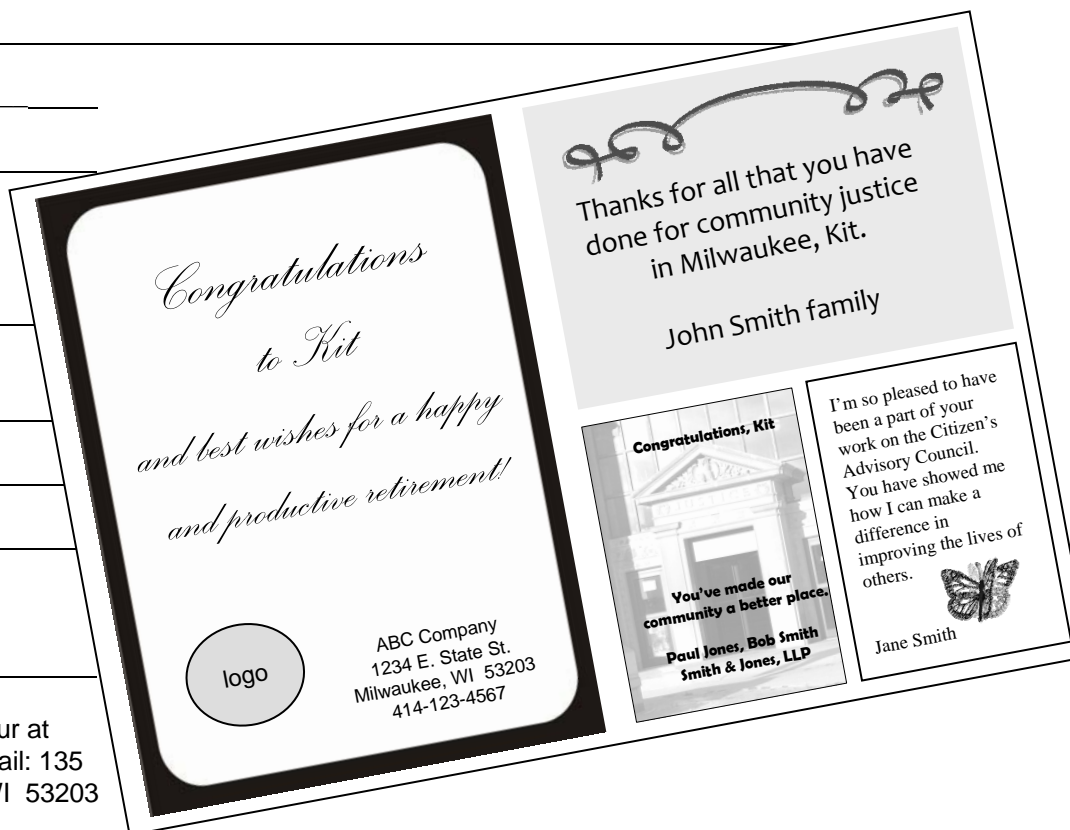 Congratulations
to Kit
and best wishes for a happy
and productive retirement!
logo
ABC Company
1234 E. State St.
Milwaukee, WI 53203
414-123-4567
Thanks for all that you have
done for community justice
in Milwaukee, Kit.
John Smith family
Congratulations, Kit
You've made our
community a better place.
Paul Jones, Bob Smith
Smith & Jones, LLP
I'm so pleased to have
been a part of your
work on the Citizen's
Advisory Council.
You have showed me
how I can make a
difference in
improving the lives of
others.
Jane Smith
at
135
53203